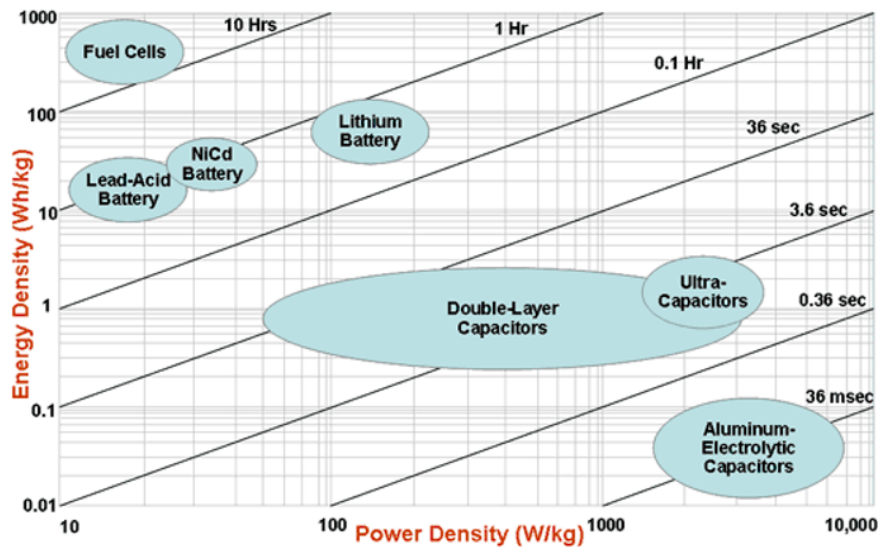 1000
10 Hrs
1 Hr
Fuel Cells
0.1 Hr
100
Lithium
Battery
36 sec
NiCd
Battery
Lead-Acid
Battery
10
3.6 sec
Energy Density (Wh/kg)
1
Double-Layer
Capacitors
Ultra-
Capacitors
0.36 sec
0.1
36 msec
Aluminum-
Electrolytic
Capacitors
0.01
10
100
Power Density (W/kg)
1000
10,000